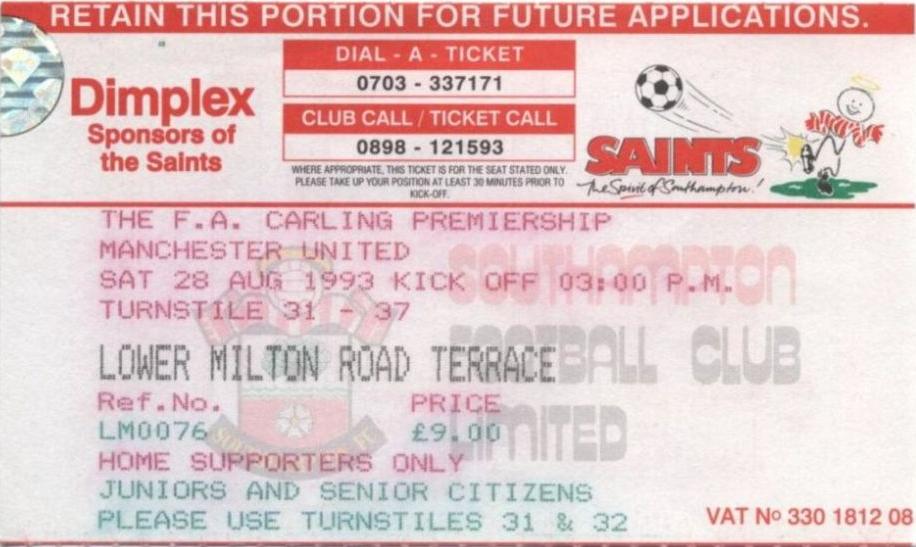 RETAIN THIS PORTION FOR FUTURE APPLICATIONS.
Dimplex
Sponsors of
the Saints
DIAL - A - TICKET
0703 - 337171
CLUB CALL / TICKET CALL
0898 - 121593
WHERE APPROPRIATE, THIS TICKET IS FOR THE SEAT STATED ONLY.
PLEASE TAKE UP YOUR POSITION AT LEAST 30 MINUTES PRIOR TO
KICK-OFF.
SAINTS
The Spirit of Southampton!
THE F.A. CARLING PREMIERSHIP
MANCHESTER UNITED
SAT 28 AUG 1993 KICK OFF 03:00 P.M.
TURNSTILE 31 - 37
SOUTHAMPTON
FOOTBALL CLUB
LIMITED
LOWER MILTON ROAD TERRACE
Ref.No. PRICE
LM0076 £9.00
HOME SUPPORTERS ONLY
JUNIORS AND SENIOR CITIZENS
PLEASE USE TURNSTILES 31 & 32
VAT No 330 1812 08